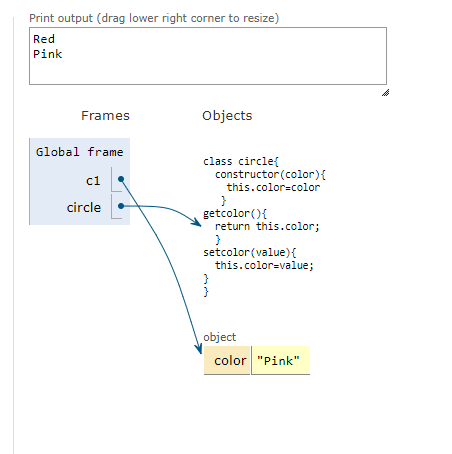 Print output (drag lower right corner to resize)
Red
Pink
Frames
Objects
Global frame
c1
circle
class circle{
  constructor(color){
    this.color=color
   }
getcolor(){
  return this.color;
  }
setcolor(value){
  this.color=value;
}
}
object
color "Pink"